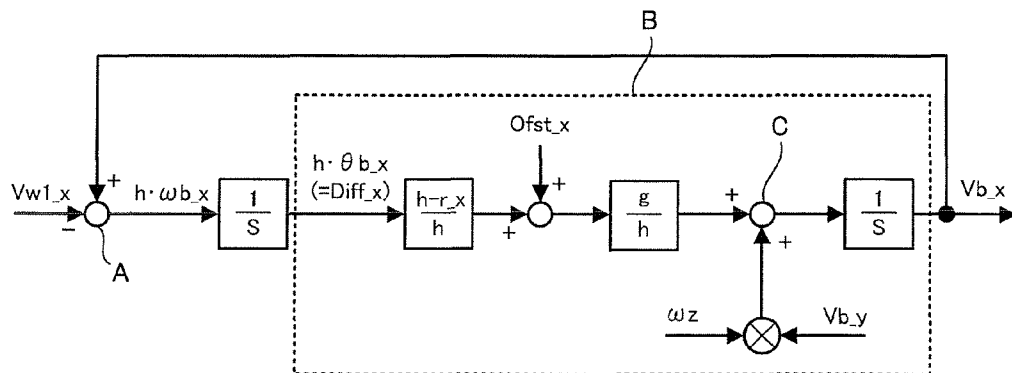 B
Ofst_x
C
h・θb_x
(=Diff_x)
Vw1_x
+
−
h・ωb_x
1
S
h-r_x
h
+
+
g
h
+
+
1
S
Vb_x
A
ωz
Vb_y